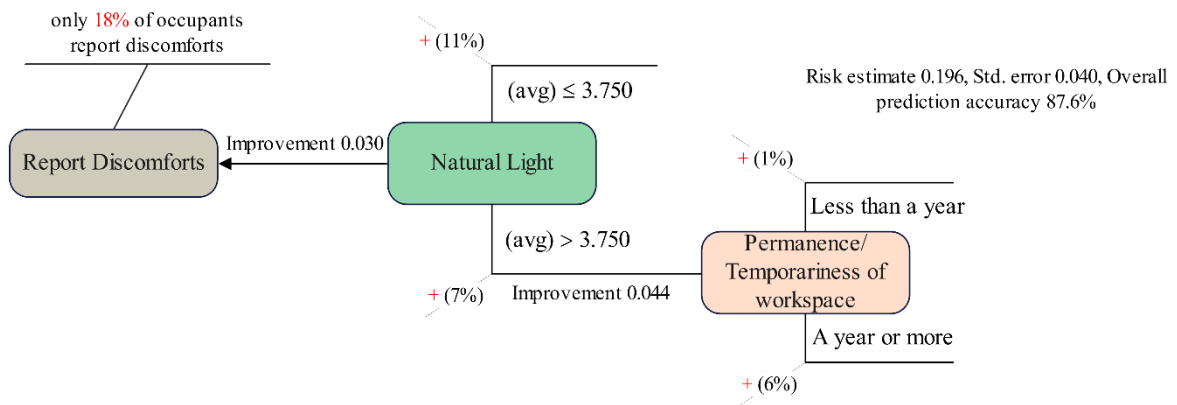 only 18% of occupants
report discomforts
+ (11%)
(avg) ≤ 3.750
Risk estimate 0.196, Std. error 0.040, Overall
prediction accuracy 87.6%
Report Discomforts
Improvement 0.030
Natural Light
+ (1%)
Less than a year
(avg) > 3.750
+ (7%)
Improvement 0.044
Permanence/
Temporariness of
workspace
A year or more
+ (6%)